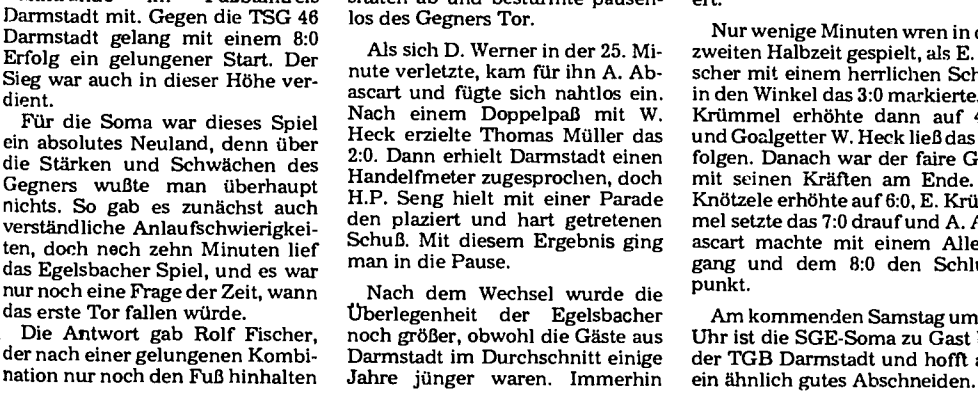 Darmstadt mit. Gegen die TSG 46
Darmstadt gelang mit einem 8:0
Erfolg ein gelungener Start. Der
Sieg war auch in dieser Höhe ver-
dient.
Für die Soma war dieses Spiel
ein absolutes Neuland, denn über
die Stärken und Schwächen des
Gegners wußte man überhaupt
nichts. So gab es zunächst auch
verständliche Anlaufschwierigkei-
ten, doch nech zehn Minuten lief
das Egelsbacher Spiel, und es war
nur noch eine Frage der Zeit, wann
das erste Tor fallen würde.
Die Antwort gab Rolf Fischer,
der nach einer gelungenen Kombi-
nation nur noch den Fuß hinhalten
los des Gegners Tor.
Als sich D. Werner in der 25. Mi-
nute verletzte, kam für ihn A. Ab-
ascart und fügte sich nahtlos ein.
Nach einem Doppelpaß mit W.
Heck erzielte Thomas Müller das
2:0. Dann erhielt Darmstadt einen
Handelfmeter zugesprochen, doch
H.P. Seng hielt mit einer Parade
den plaziert und hart getretenen
Schuß. Mit diesem Ergebnis ging
man in die Pause.
Nach dem Wechsel wurde die
Überlegenheit der Egelsbacher
noch größer, obwohl die Gäste aus
Darmstadt im Durchschnitt einige
Jahre jünger waren. Immerhin
Nur wenige Minuten wren in
zweiten Halbzeit gespielt, als E.
scher mit einem herrlichen Sch
in den Winkel das 3:0 markierte.
Krümmel erhöhte dann auf 4
und Goalgetter W. Heck ließ das
folgen. Danach war der faire G
mit seinen Kräften am Ende.
Knötzele erhöhte auf 6:0, E. Krü
mel setzte das 7:0 drauf und A. A
ascart machte mit einem Alle
gang und dem 8:0 den Schlu
punkt.
Am kommenden Samstag um
Uhr ist die SGE-Soma zu Gast
der TGB Darmstadt und hofft a
ein ähnlich gutes Abschneiden.